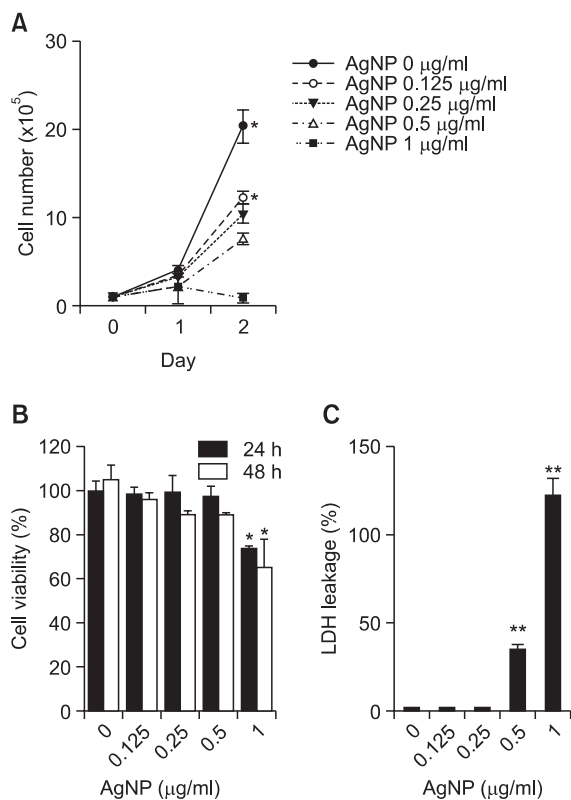 A
Cell number (x10⁵)
30
20
10
0
*
*
0 1 2
Day
AgNP 0 μg/ml
AgNP 0.125 μg/ml
AgNP 0.25 μg/ml
AgNP 0.5 μg/ml
AgNP 1 μg/ml
B
Cell viability (%)
120
100
80
60
40
20
0
24 h
48 h
* *
0 0.125 0.25 0.5 1
AgNP (μg/ml)
C
LDH leakage (%)
150
100
50
0
**
**
0 0.125 0.25 0.5 1
AgNP (μg/ml)